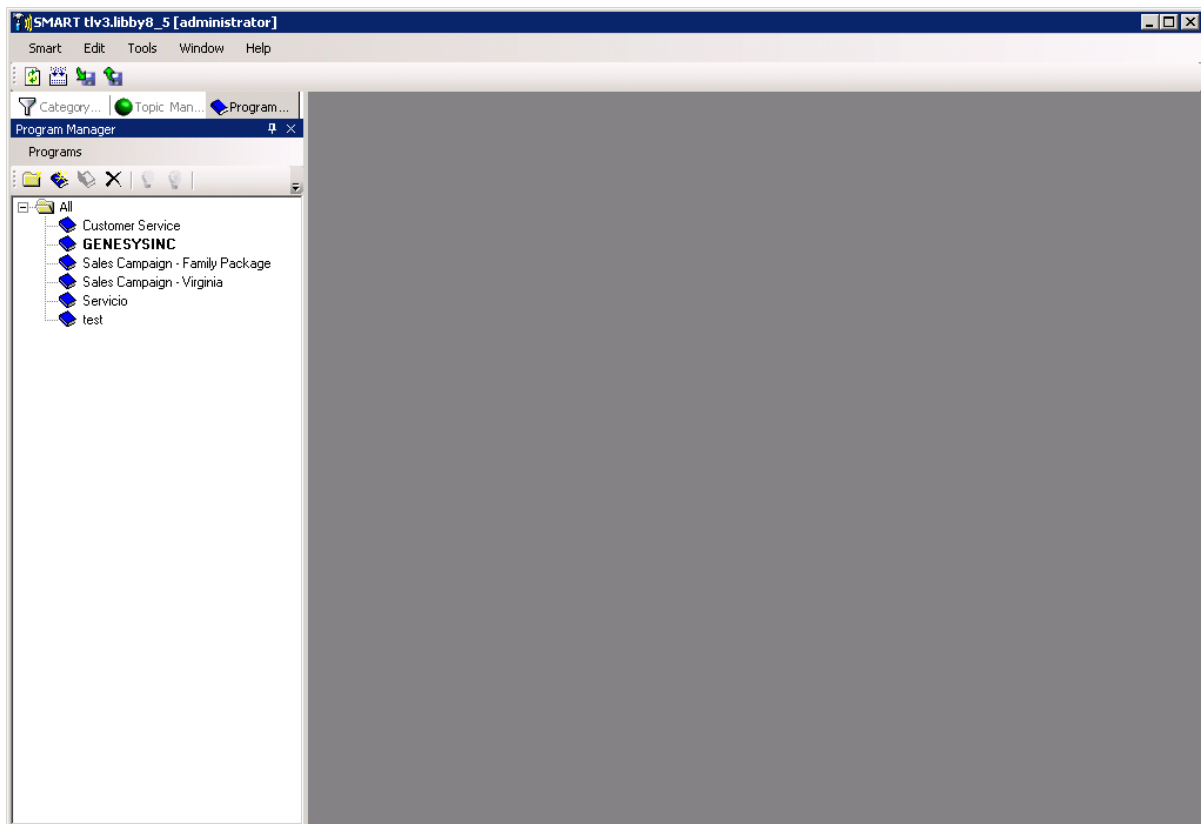 SMART tlv3.libby8_5 [administrator]
Smart Edit Tools Window Help
Category... Topic Man... Program...
Program Manager
Programs
All
Customer Service
GENESYSINC
Sales Campaign - Family Package
Sales Campaign - Virginia
Servicio
test